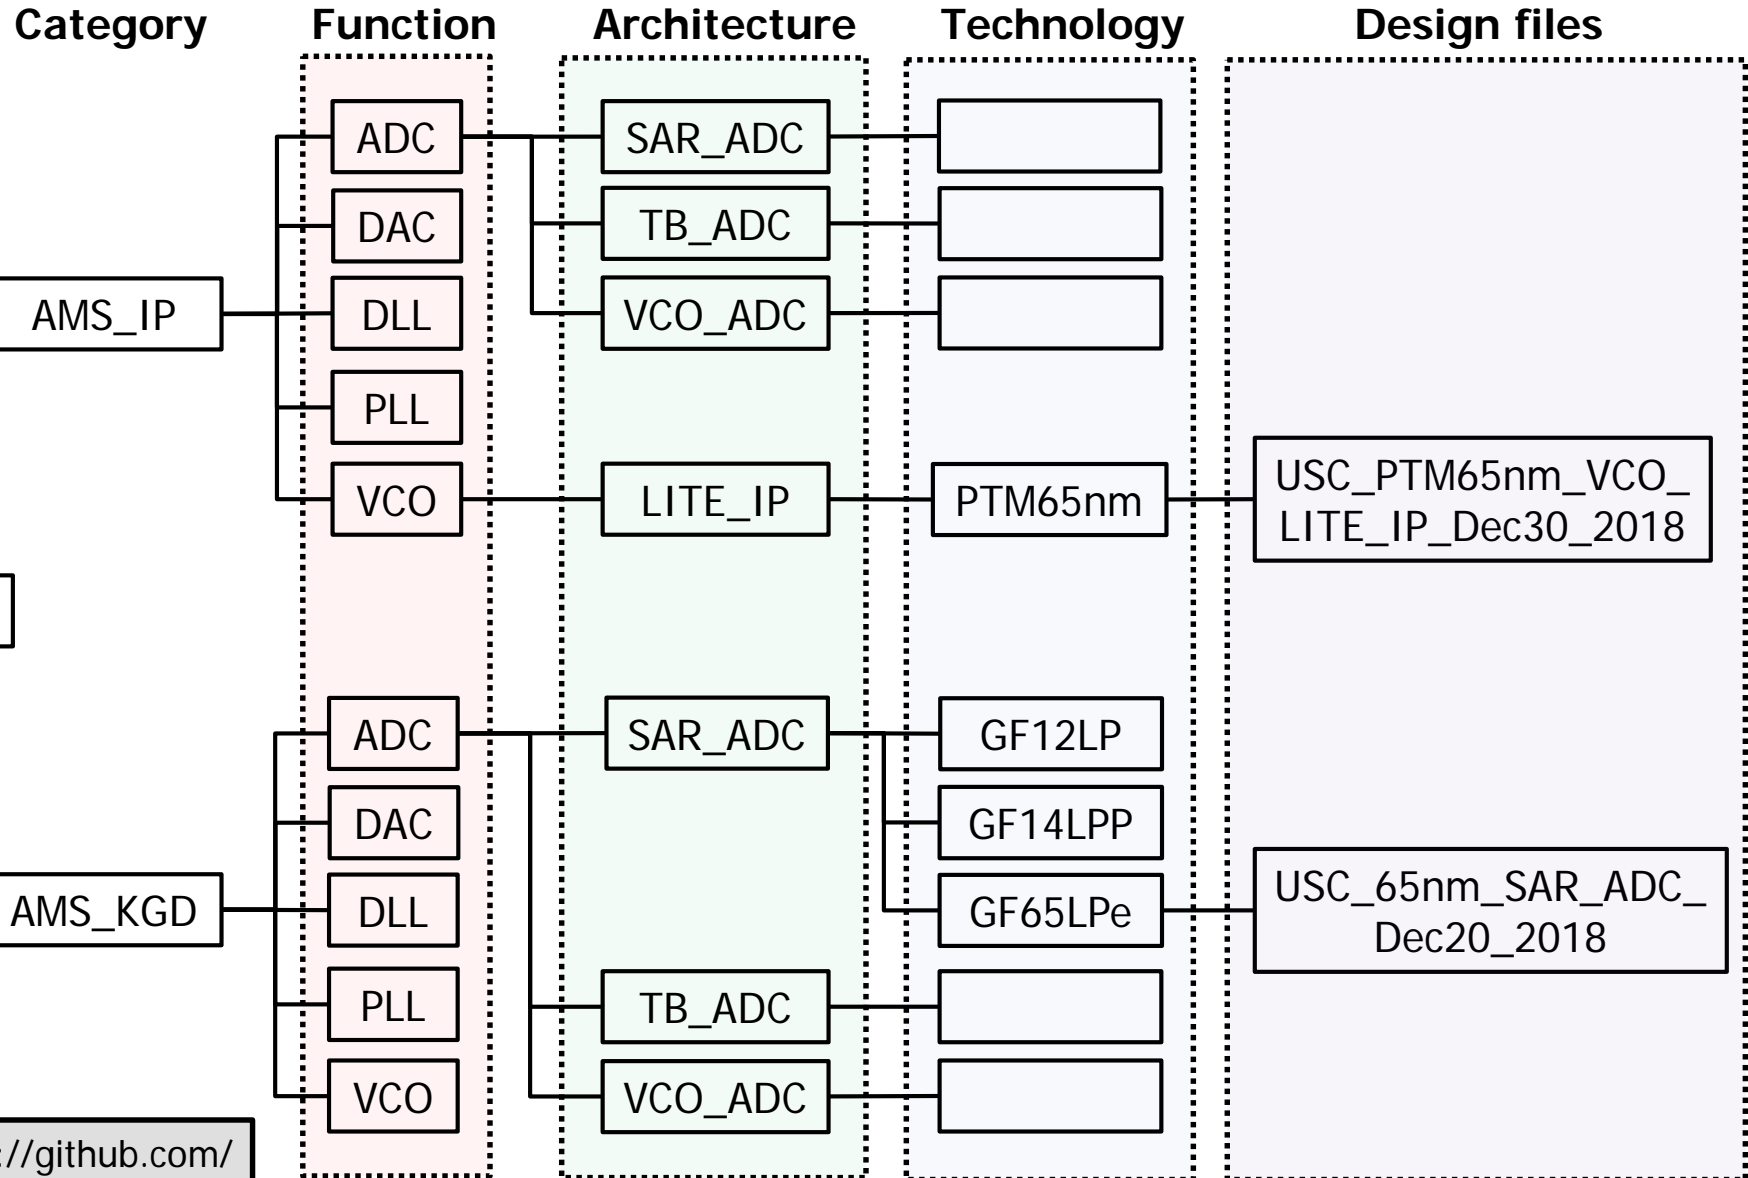 Category Function Architecture Technology Design files
ADC SAR_ADC
DAC TB_ADC
AMS_IP DLL VCO_ADC
PLL
VCO LITE_IP PTM65nm USC_PTM65nm_VCO_
LITE_IP_Dec30_2018
ADC SAR_ADC GF12LP
DAC GF14LPP
AMS_KGD DLL GF65LPe USC_65nm_SAR_ADC_
Dec20_2018
PLL TB_ADC
VCO VCO_ADC
://github.com/